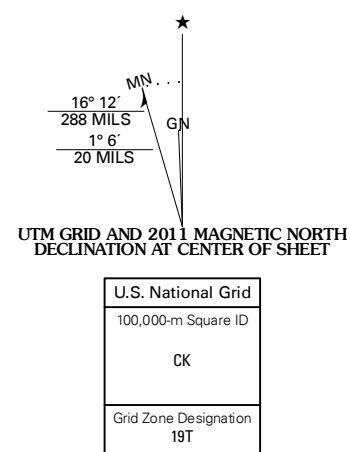 MN
16° 12´
288 MILS
GN
1° 6´
20 MILS
UTM GRID AND 2011 MAGNETIC NORTH
DECLINATION AT CENTER OF SHEET
U.S. National Grid
100,000-m Square ID
CK
Grid Zone Designation
19T